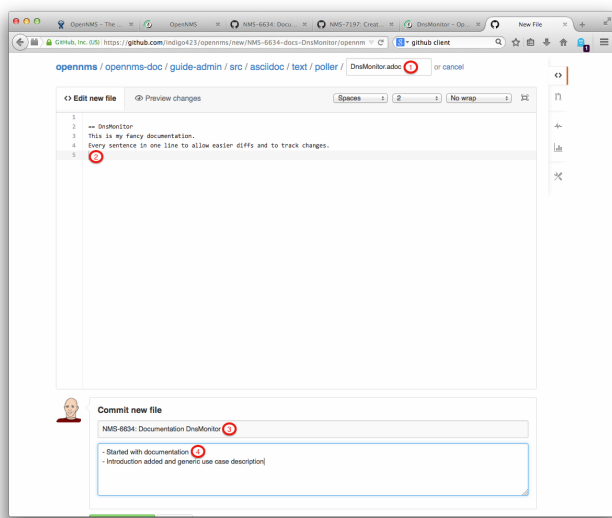 OpenNMS – The ...
OpenNMS
NMS-6634: Docu...
NMS-7197: Creat...
DnsMonitor – Op...
New File
GitHub, Inc. (US) https://github.com/indigo423/opennms/new/NMS-6634-docs-DnsMonitor/opennm
github client
1
opennms / opennms-doc / guide-admin / src / asciidoc / text / poller / DnsMonitor.adoc 1 or cancel
Edit new file
Preview changes
Spaces
2
No wrap
1
2 == DnsMonitor
3 This is my fancy documentation.
4 Every sentence in one line to allow easier diffs and to track changes.
5 2
Commit new file
NMS-6634: Documentation DnsMonitor 3
- Started with documentation 4
- Introduction added and generic use case description